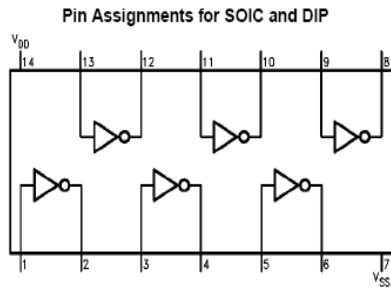 Pin Assignments for SOIC and DIP
VDD
14 13 12 11 10 9 8
1 2 3 4 5 6 7
VSS